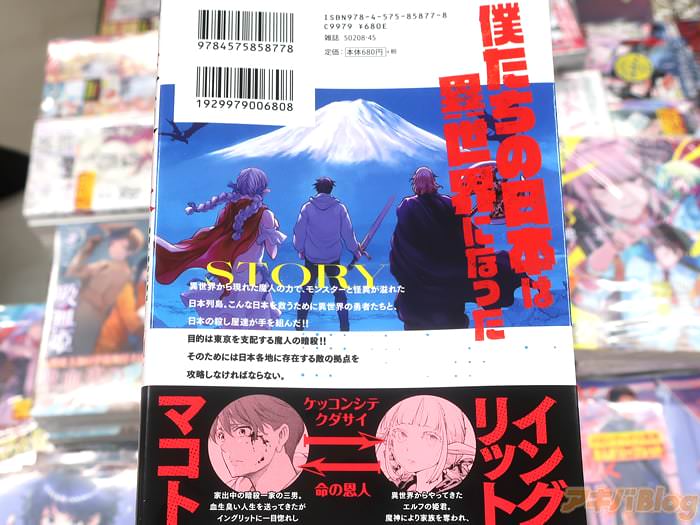 ISBN978-4-575-85877-8
C9979 ¥680E
雑誌 50208-45
定価：本体680円+税
9784575858778
1929979006808
僕たちの日本は
異世界になった
STORY
異世界から現れた魔人の力で、モンスターと怪異が溢れた
日本列島。こんな日本を救うために異世界の勇者たちと、
日本の殺し屋達が手を組んだ!!
目的は東京を支配する魔人の暗殺!!
そのためには日本各地に存在する敵の拠点を
攻略しなければならない。
マコト
ケッコンシテ
クダサイ
命の恩人
イング
リット
家出中の暗殺一家の三男。
血生臭い人生を送ってきたが
イングリットに一目惚れし
異世界からやってきた
エルフの姫君。
魔神により家族を奪われ、
アキバBlog